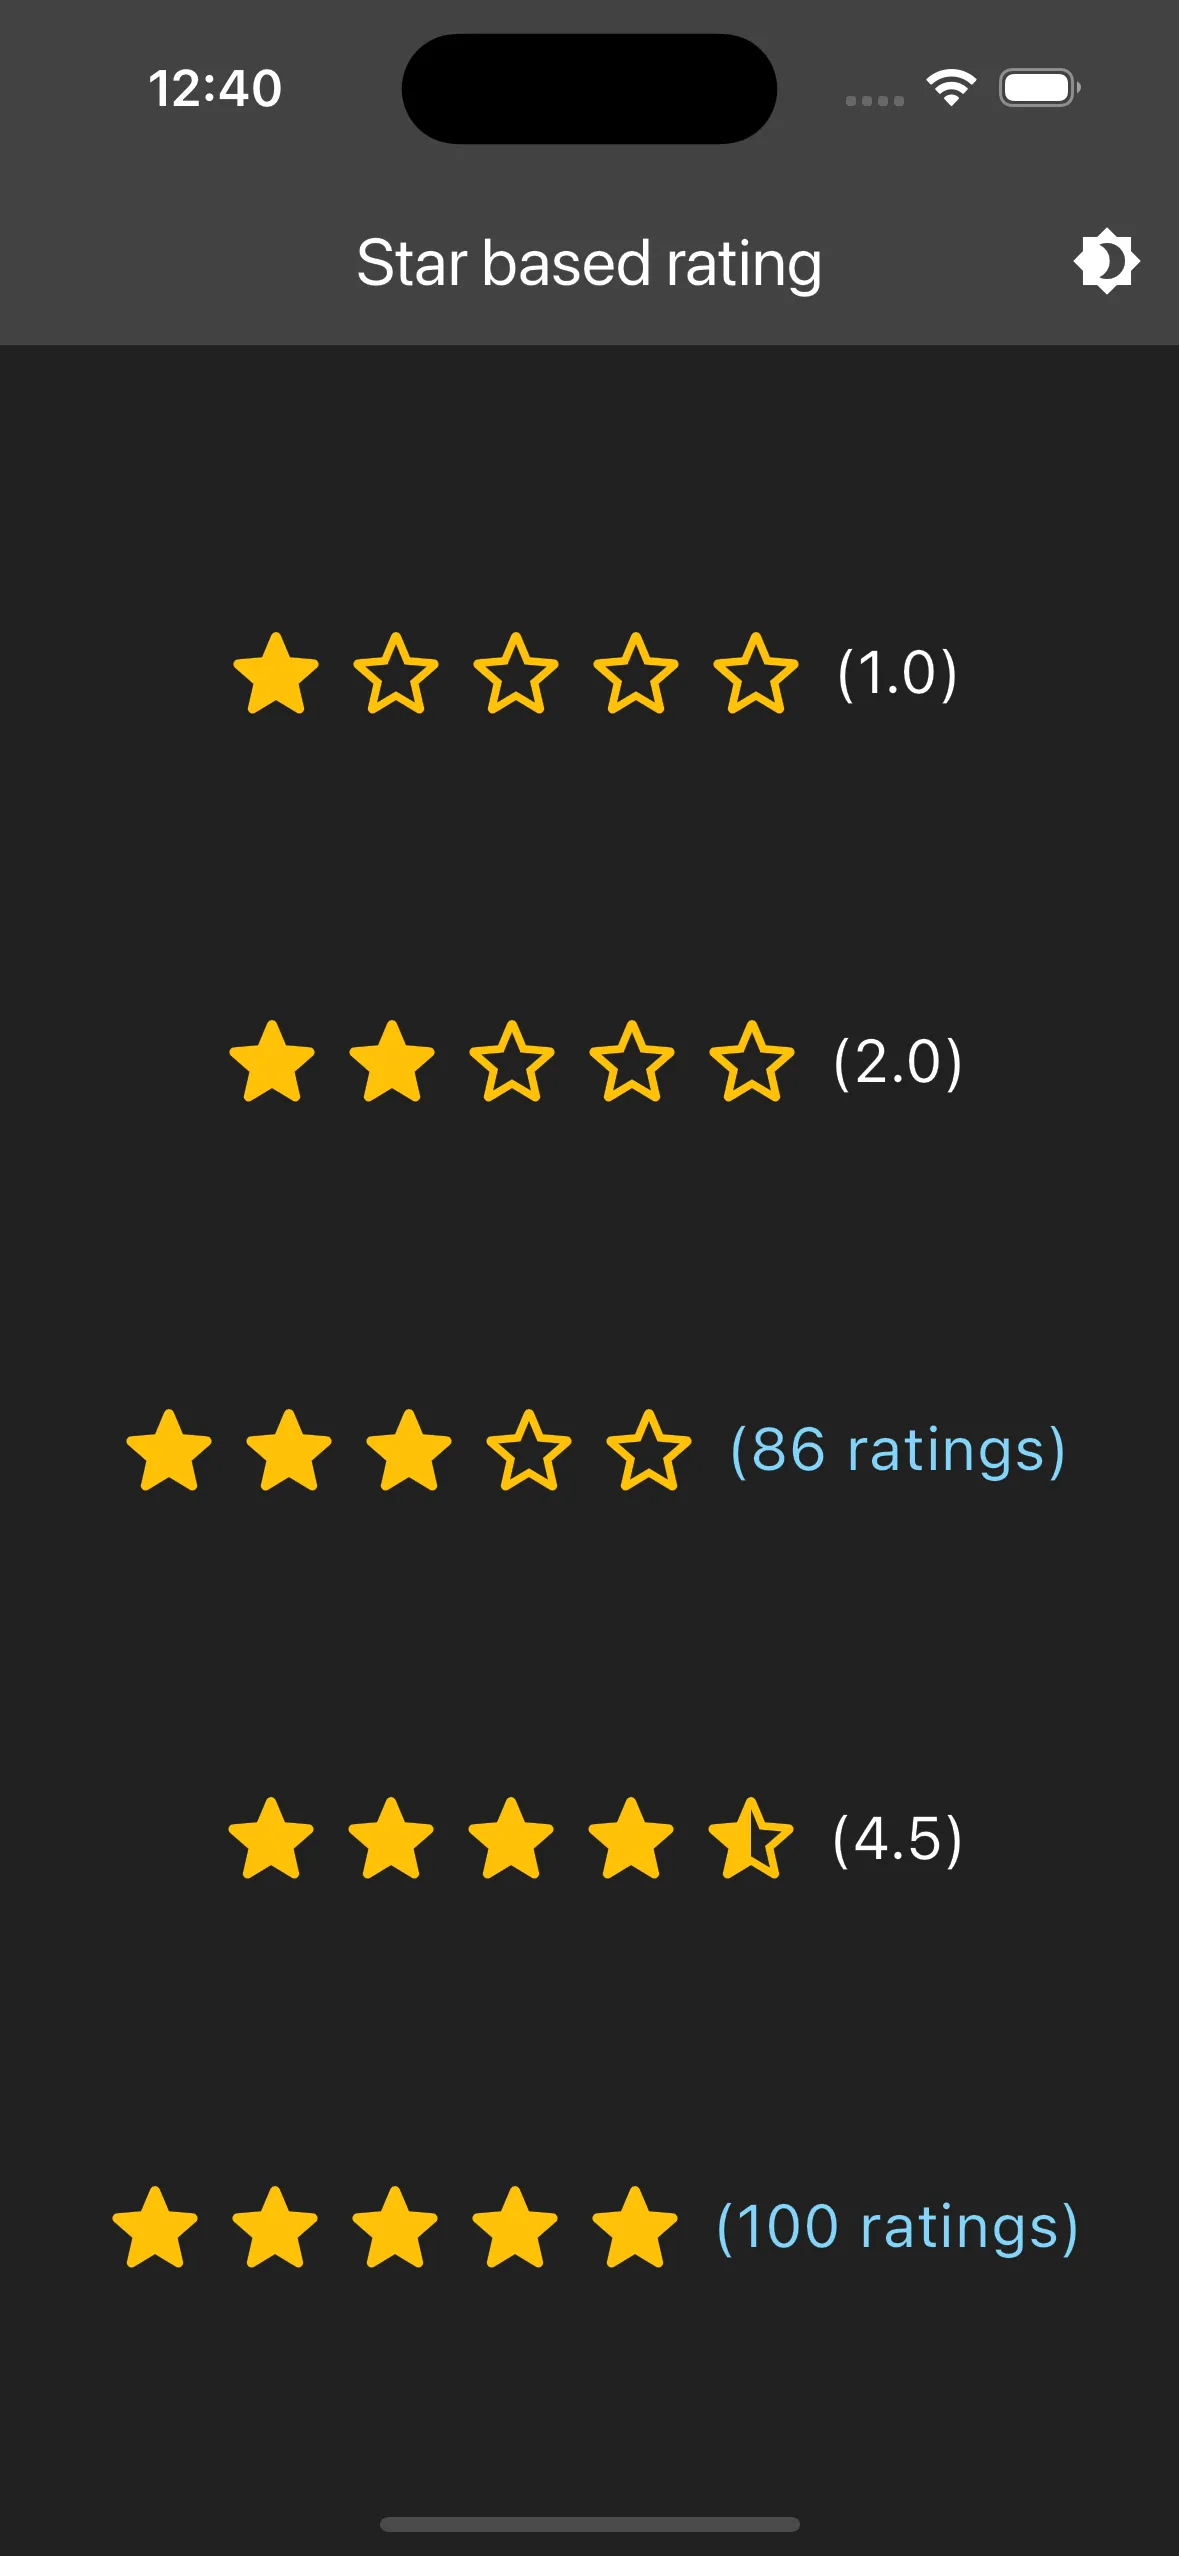 12:40
Star based rating
(1.0)
(2.0)
(86 ratings)
(4.5)
(100 ratings)